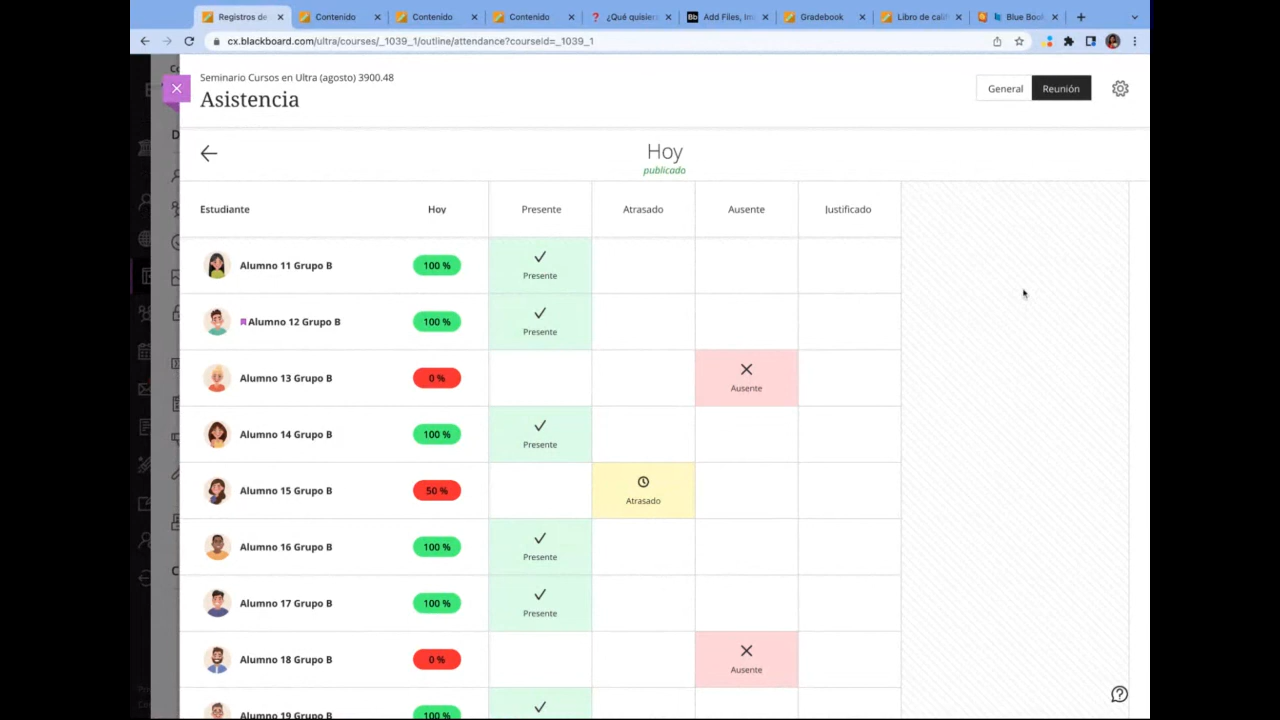 Registros de
Contenido
Contenido
Contenido
¿Qué quisier
Bb Add Files, Im
Gradebook
Libro de cali
Blue Boo
cx.blackboard.com/ultra/courses/_1039_1/outline/attendance?courseId=_1039_1
Seminario Cursos en Ultra (agosto) 3900.48
Asistencia
General
Reunión
Hoy
publicado
Estudiante Hoy Presente Atrasado Ausente Justificado
Alumno 11 Grupo B 100 % Presente
Alumno 12 Grupo B 100 % Presente
Alumno 13 Grupo B 0 % Ausente
Alumno 14 Grupo B 100 % Presente
Alumno 15 Grupo B 50 % Atrasado
Alumno 16 Grupo B 100 % Presente
Alumno 17 Grupo B 100 % Presente
Alumno 18 Grupo B 0 % Ausente
Alumno 19 Grupo B 100 %